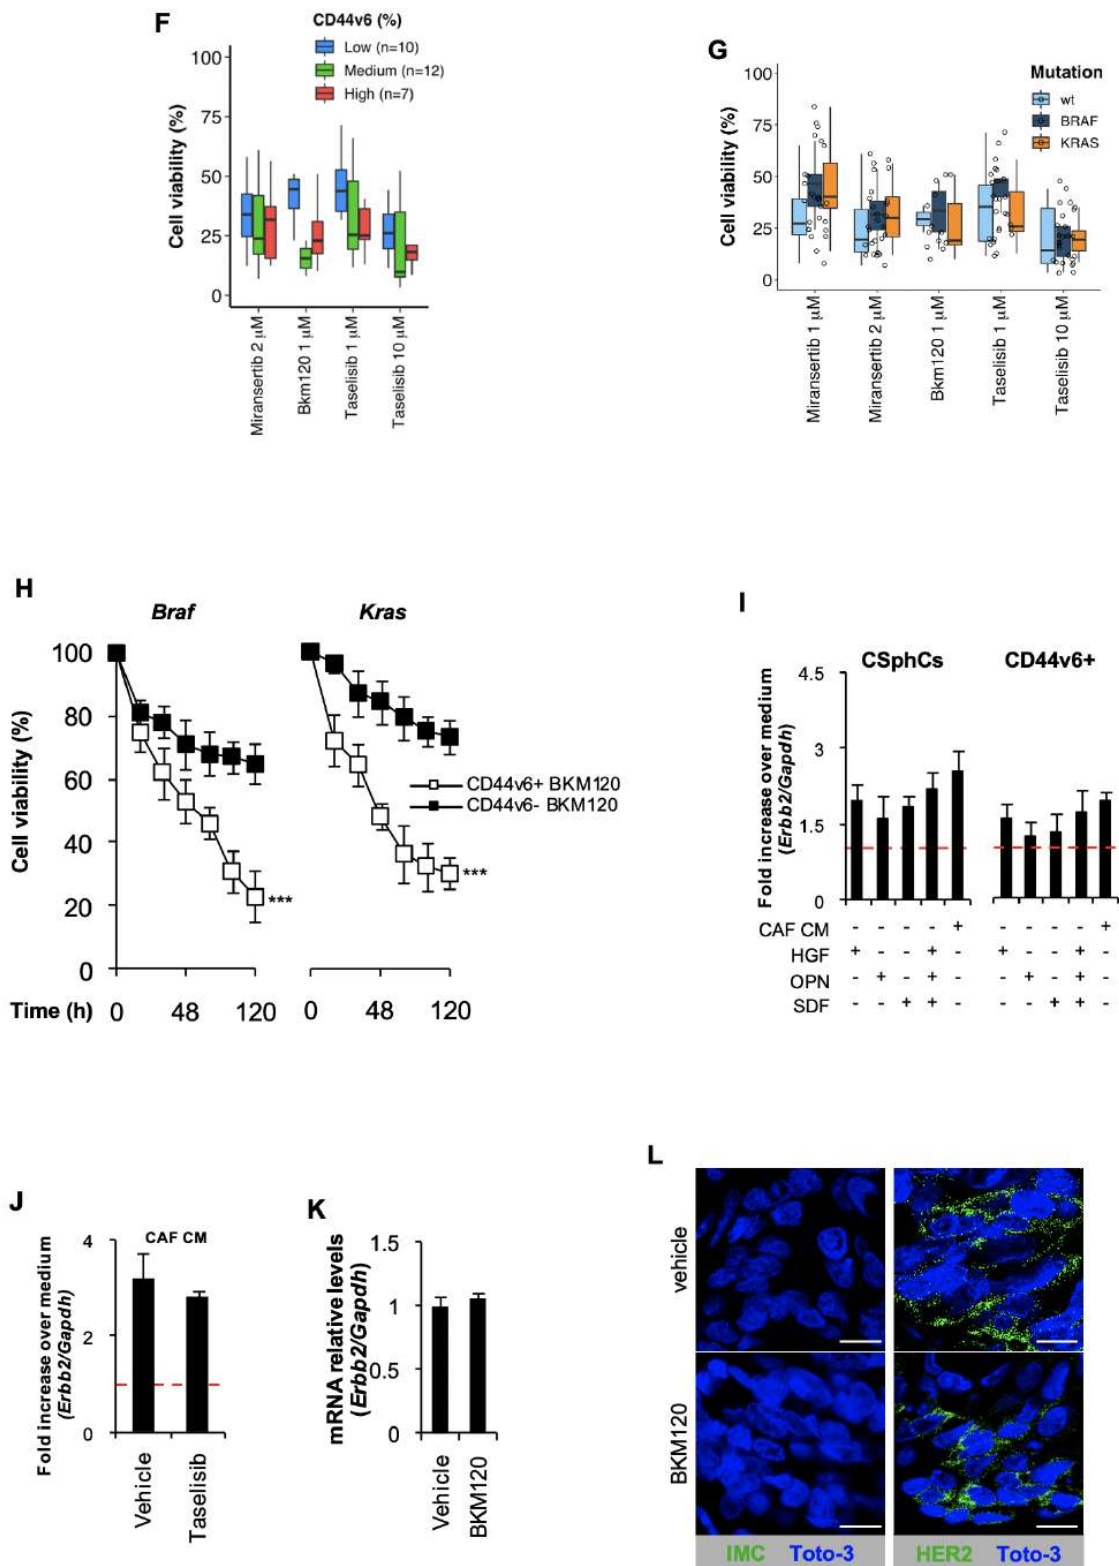 F
CD44v6 (%)
Low (n=10)
Medium (n=12)
High (n=7)
Cell viability (%)
100
75
50
25
0
Miransertib 2 μM
Bkm120 1 μM
Taselisib 1 μM
Taselisib 10 μM
G
Mutation
wt
BRAF
KRAS
Cell viability (%)
100
75
50
25
0
Miransertib 1 μM
Miransertib 2 μM
Bkm120 1 μM
Taselisib 1 μM
Taselisib 10 μM
H
Braf
Kras
Cell viability (%)
100
80
60
40
20
0
CD44v6+ BKM120
CD44v6- BKM120
***
***
Time (h) 0 48 120 0 48 120
I
CSphCs CD44v6+
Fold increase over medium
(Erbb2/Gapdh)
4.5
3
1.5
0
CAF CM - - - - + - - - - +
HGF + - - + - + - - + -
OPN - + - + - - + - + -
SDF - - + + - - - + + -
J
CAF CM
Fold increase over medium
(Erbb2/Gapdh)
4
2
0
Vehicle
Taselisib
K
mRNA relative levels
(Erbb2/Gapdh)
1.5
1
0.5
0
Vehicle
BKM120
L
vehicle
BKM120
IMC Toto-3 HER2 Toto-3